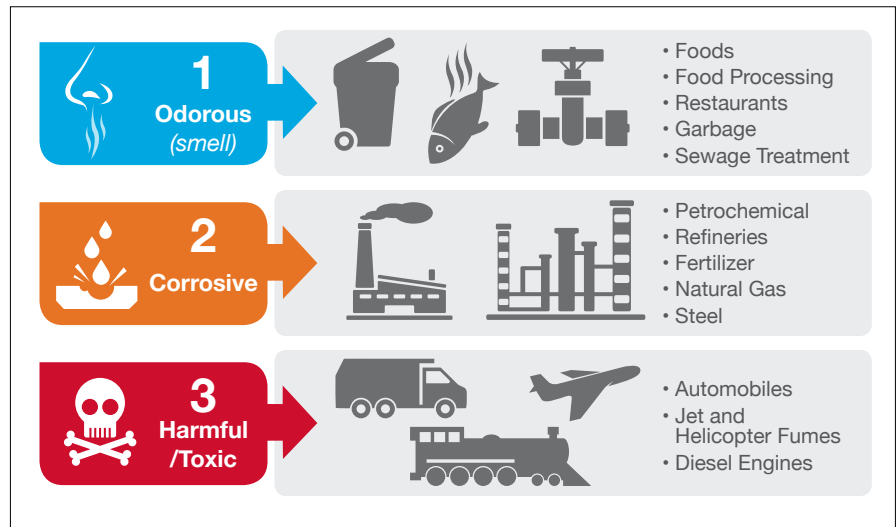 1
Odorous
(smell)
• Foods
• Food Processing
• Restaurants
• Garbage
• Sewage Treatment
2
Corrosive
• Petrochemical
• Refineries
• Fertilizer
• Natural Gas
• Steel
3
Harmful
/Toxic
• Automobiles
• Jet and
Helicopter Fumes
• Diesel Engines